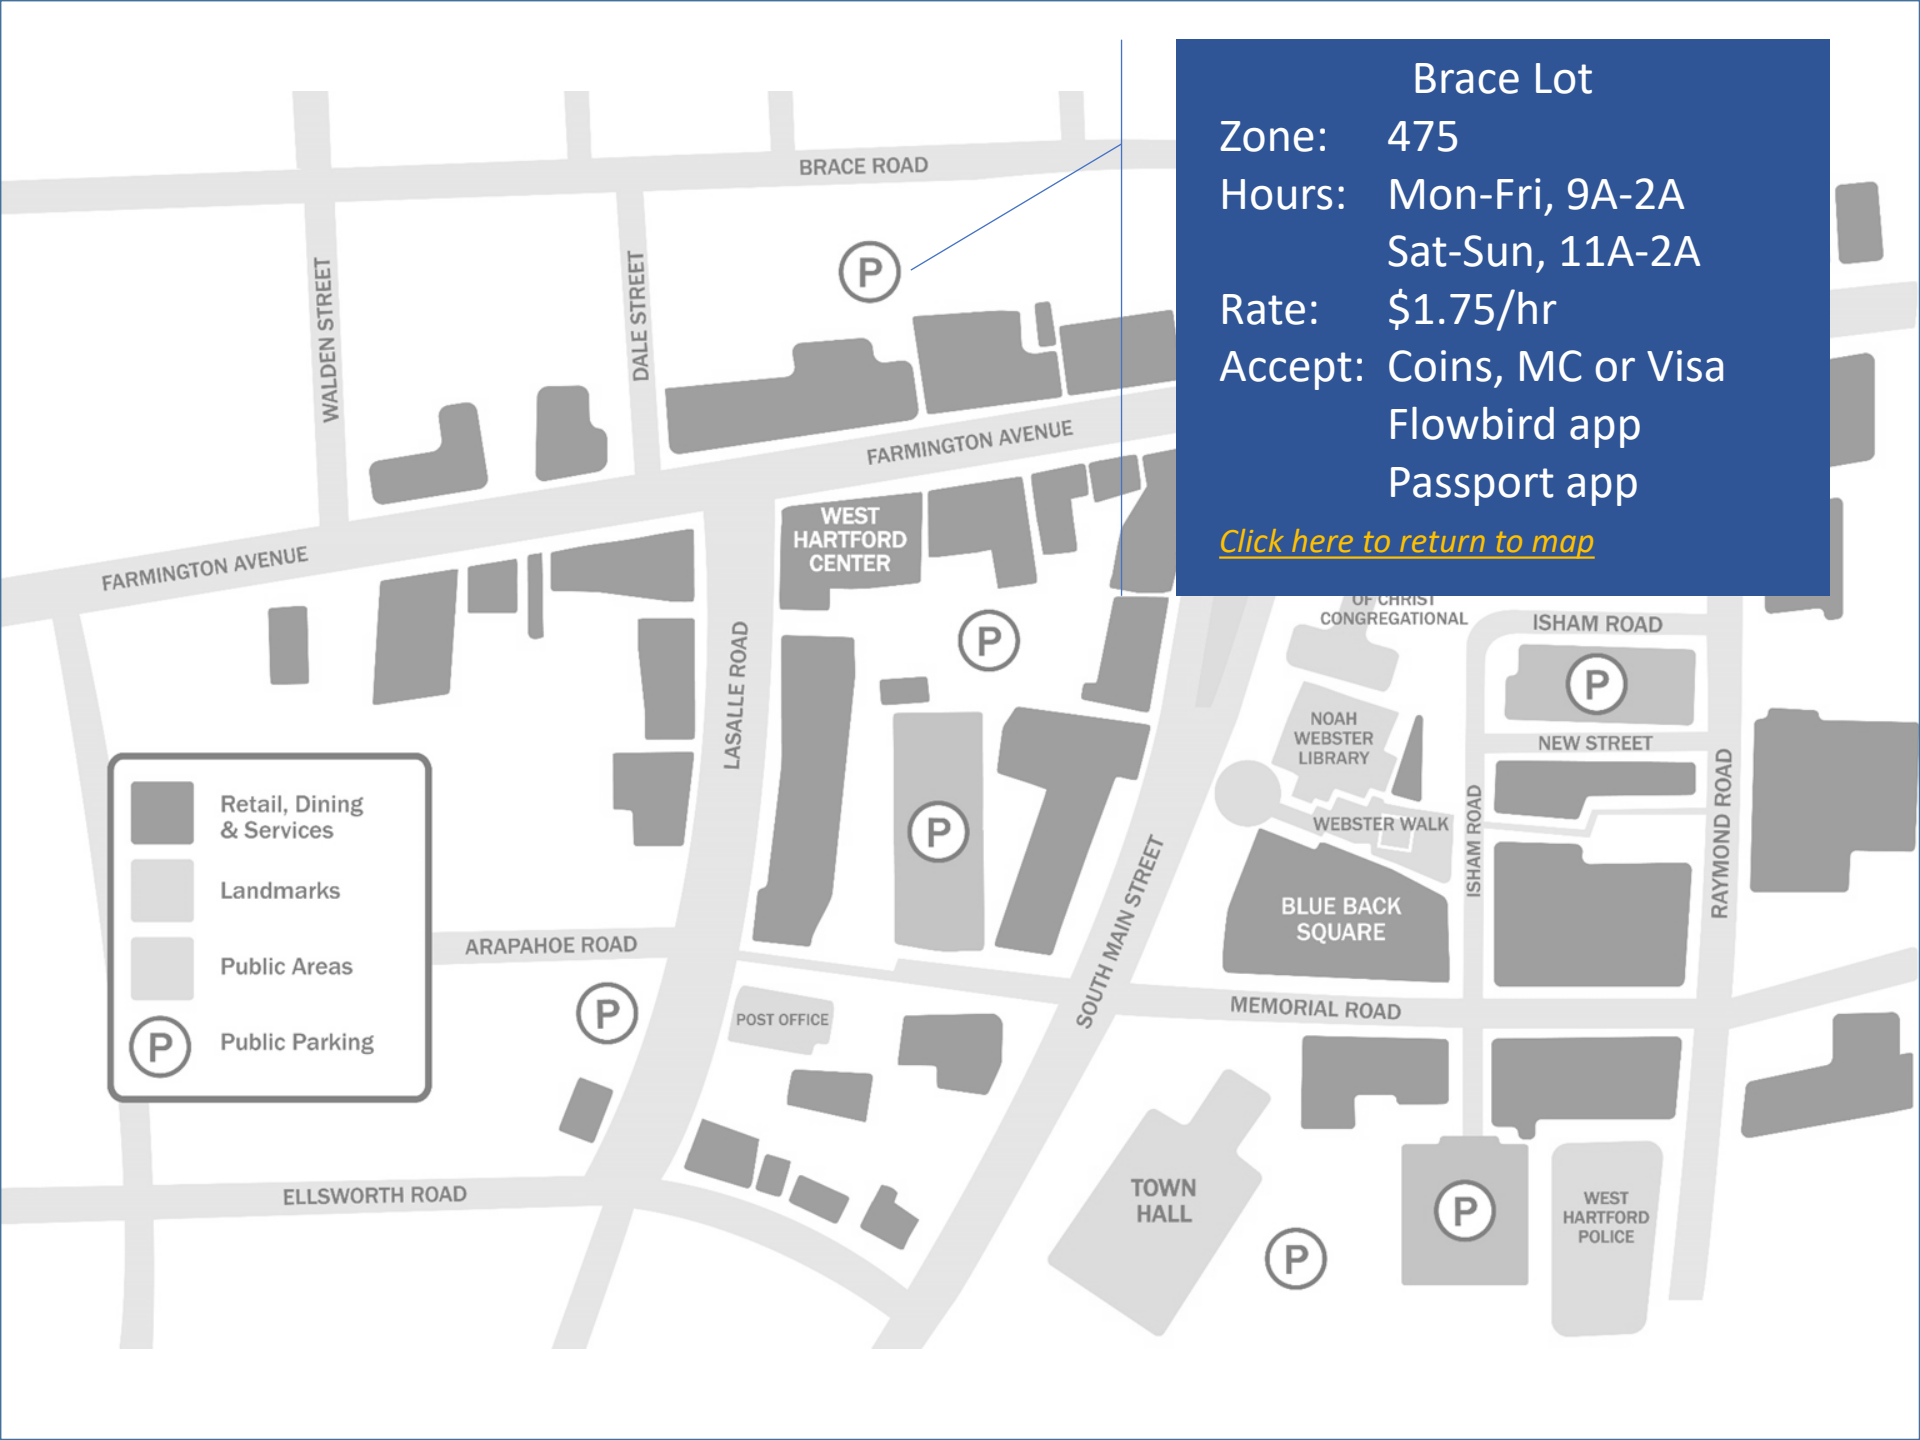 Brace Lot
Zone: 475
Hours: Mon-Fri, 9A-2A
Sat-Sun, 11A-2A
Rate: $1.75/hr
Accept: Coins, MC or Visa
Flowbird app
Passport app
Click here to return to map
BRACE ROAD
WALDEN STREET
DALE STREET
P
FARMINGTON AVENUE
FARMINGTON AVENUE
WEST
HARTFORD
CENTER
OF CHRIST
CONGREGATIONAL
ISHAM ROAD
P
P
LASALLE ROAD
NOAH
WEBSTER
LIBRARY
NEW STREET
RAYMOND ROAD
ISHAM ROAD
WEBSTER WALK
P
SOUTH MAIN STREET
BLUE BACK
SQUARE
Retail, Dining
& Services
Landmarks
Public Areas
P Public Parking
ARAPAHOE ROAD
P
POST OFFICE
MEMORIAL ROAD
ELLSWORTH ROAD
TOWN
HALL
P
P
WEST
HARTFORD
POLICE